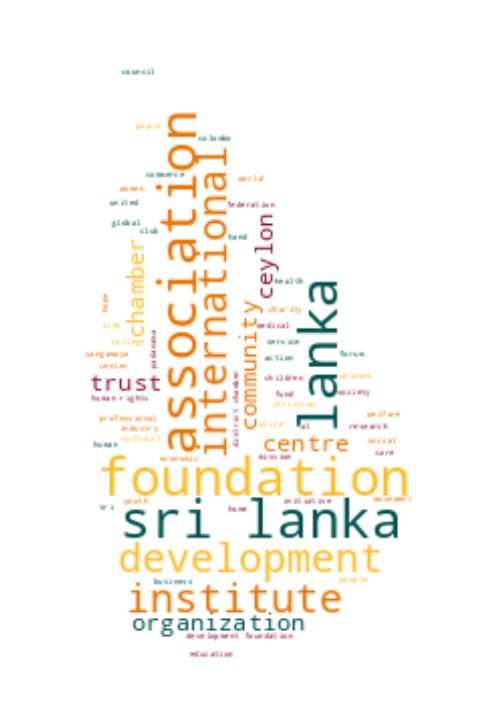 council
peace
colombo
association
commerce
international
world
women
united
federation
ceylon
global
club
hand
chamber
health
lanka
hope
community
charity
life
medical
padanama
college
service
sangamaya
action
forum
center
district chamber
trust
children
network
human rights
fund
society
christian
professional
welfare
industry
child
al
research
cultural
centre
social
human
care
economic
mission
foundation
sri
youth
initiative
movement
home
sri lanka
development
business
people
institute
organization
development foundation
education